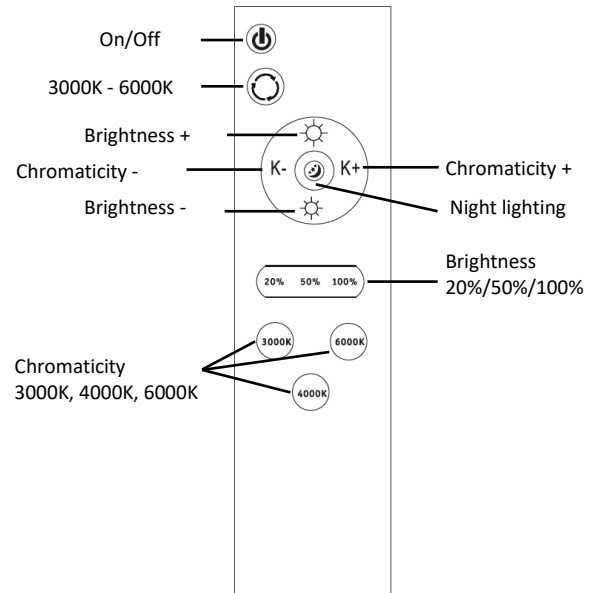 On/Off
3000K - 6000K
Brightness +
Chromaticity -
K-
K+
Chromaticity +
Brightness -
Night lighting
Brightness
20%/50%/100%
20% 50% 100%
3000K
6000K
Chromaticity
3000K, 4000K, 6000K
4000K